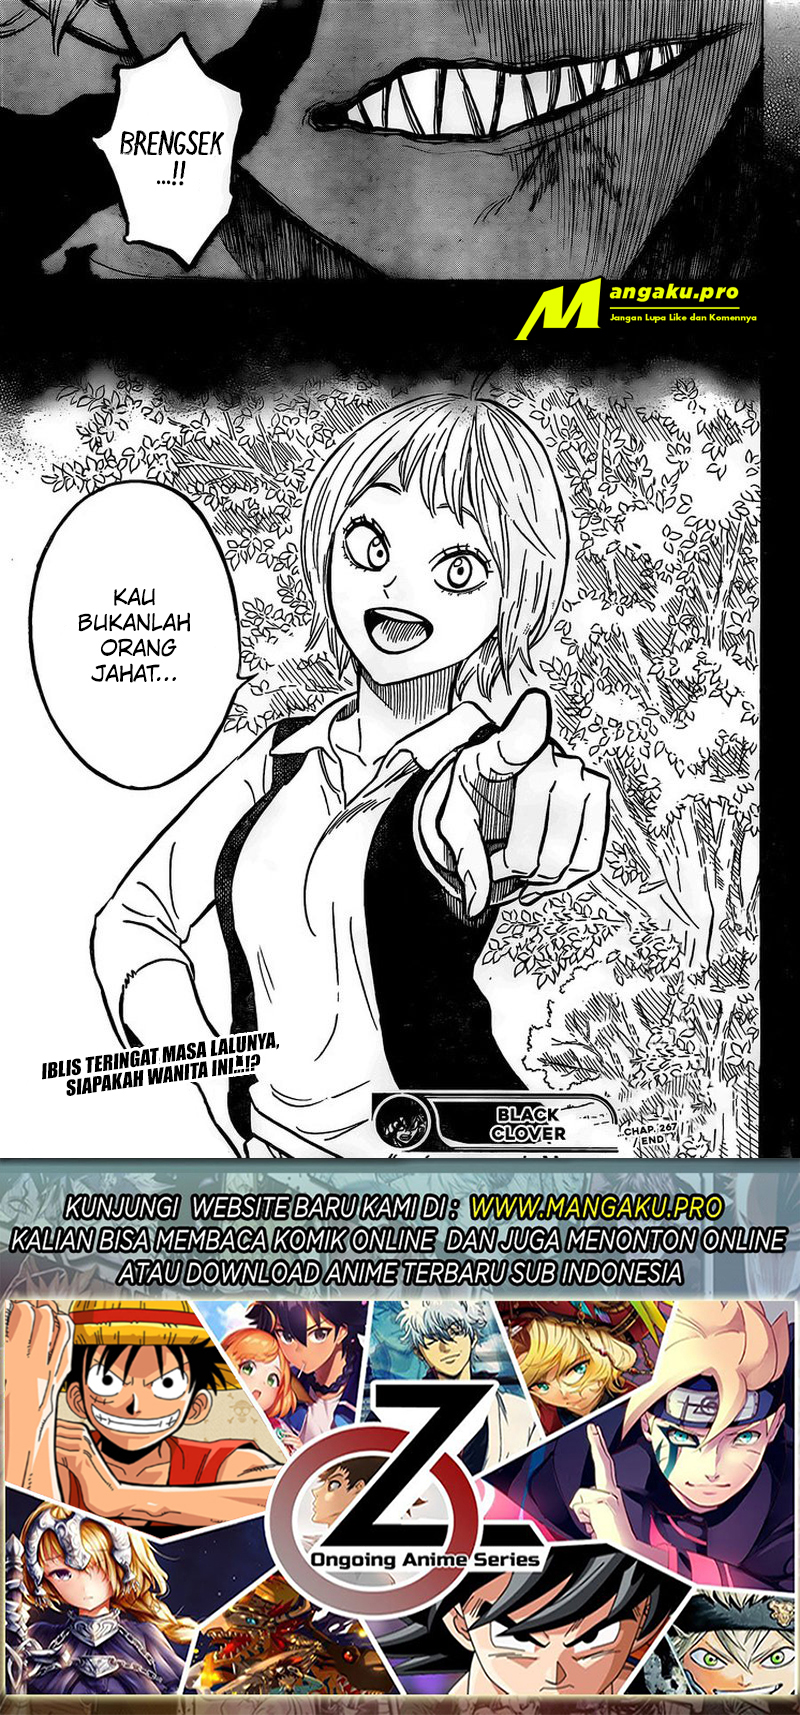 BRENGSEK
...!!
Mangaku.pro
Jangan Lupa Like dan Komennya
KAU
BUKANLAH
ORANG
JAHAT...
IBLIS TERINGAT MASA LALUNYA,
SIAPAKAH WANITA INI...!?
BLACK
CLOVER
CHAP. 267
END
KUNJUNGI WEBSITE BARU KAMI DI : WWW.MANGAKU.PRO
KALIAN BISA MEMBACA KOMIK ONLINE DAN JUGA MENONTON ONLINE
ATAU DOWNLOAD ANIME TERBARU SUB INDONESIA
Z
Ongoing Anime Series